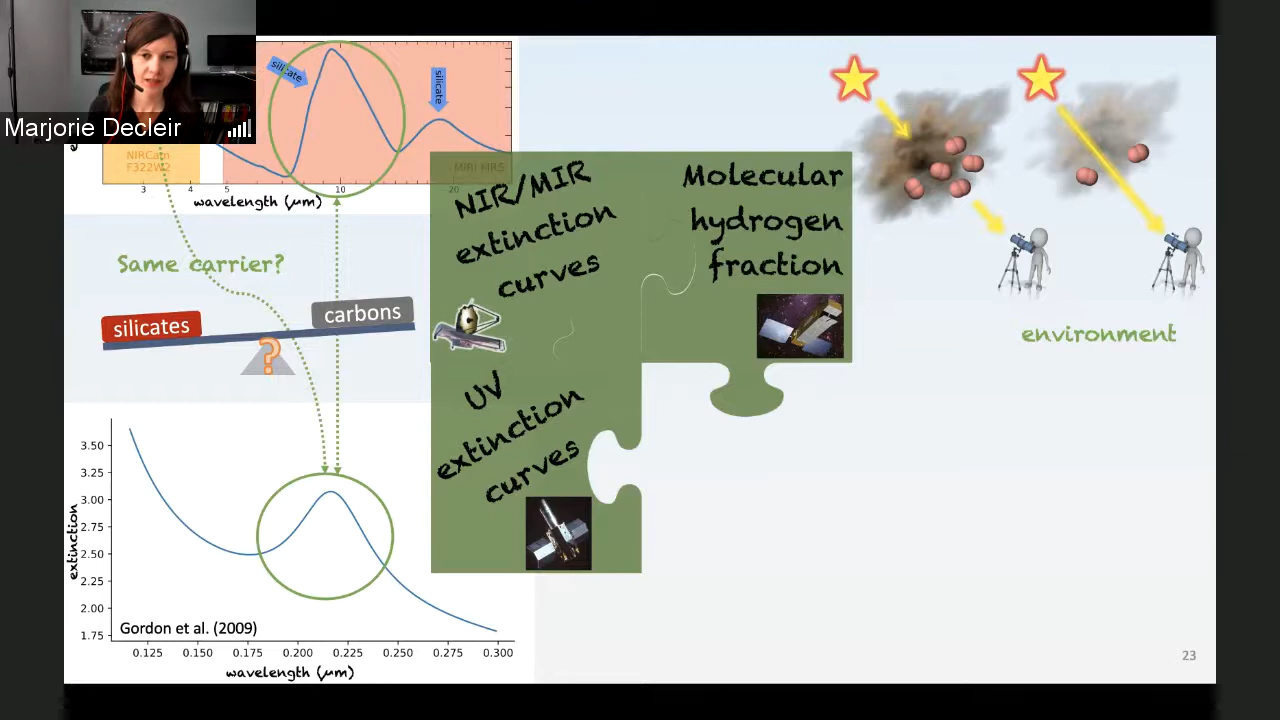 Marjorie Decleir
silicate
silicate
NIRCam
F322W2
MIRI MRS
3 4 5 10 20
wavelength (μm)
Same carrier?
silicates
carbons
?
NIR/MIR
extinction
curves
Molecular
hydrogen
fraction
UV
extinction
curves
environment
extinction
3.50
3.25
3.00
2.75
2.50
2.25
2.00
1.75
Gordon et al. (2009)
0.125 0.150 0.175 0.200 0.225 0.250 0.275 0.300
wavelength (μm)
23